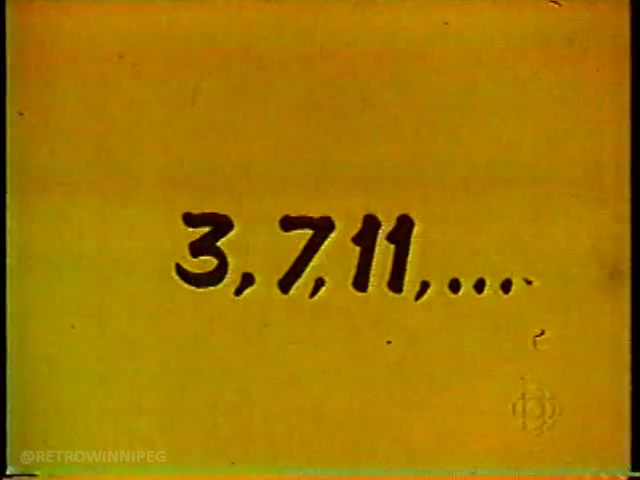 3, 7, 11, ...
@RETROWINNIPEG